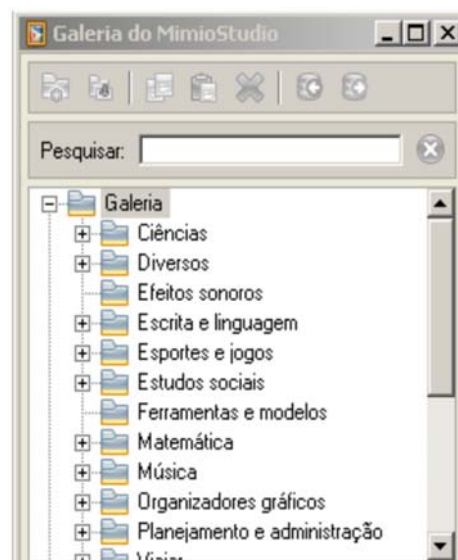 Galeria do MimioStudio
Pesquisar:
Galeria
Ciências
Diversos
Efeitos sonoros
Escrita e linguagem
Esportes e jogos
Estudos sociais
Ferramentas e modelos
Matemática
Música
Organizadores gráficos
Planejamento e administração
Viajar